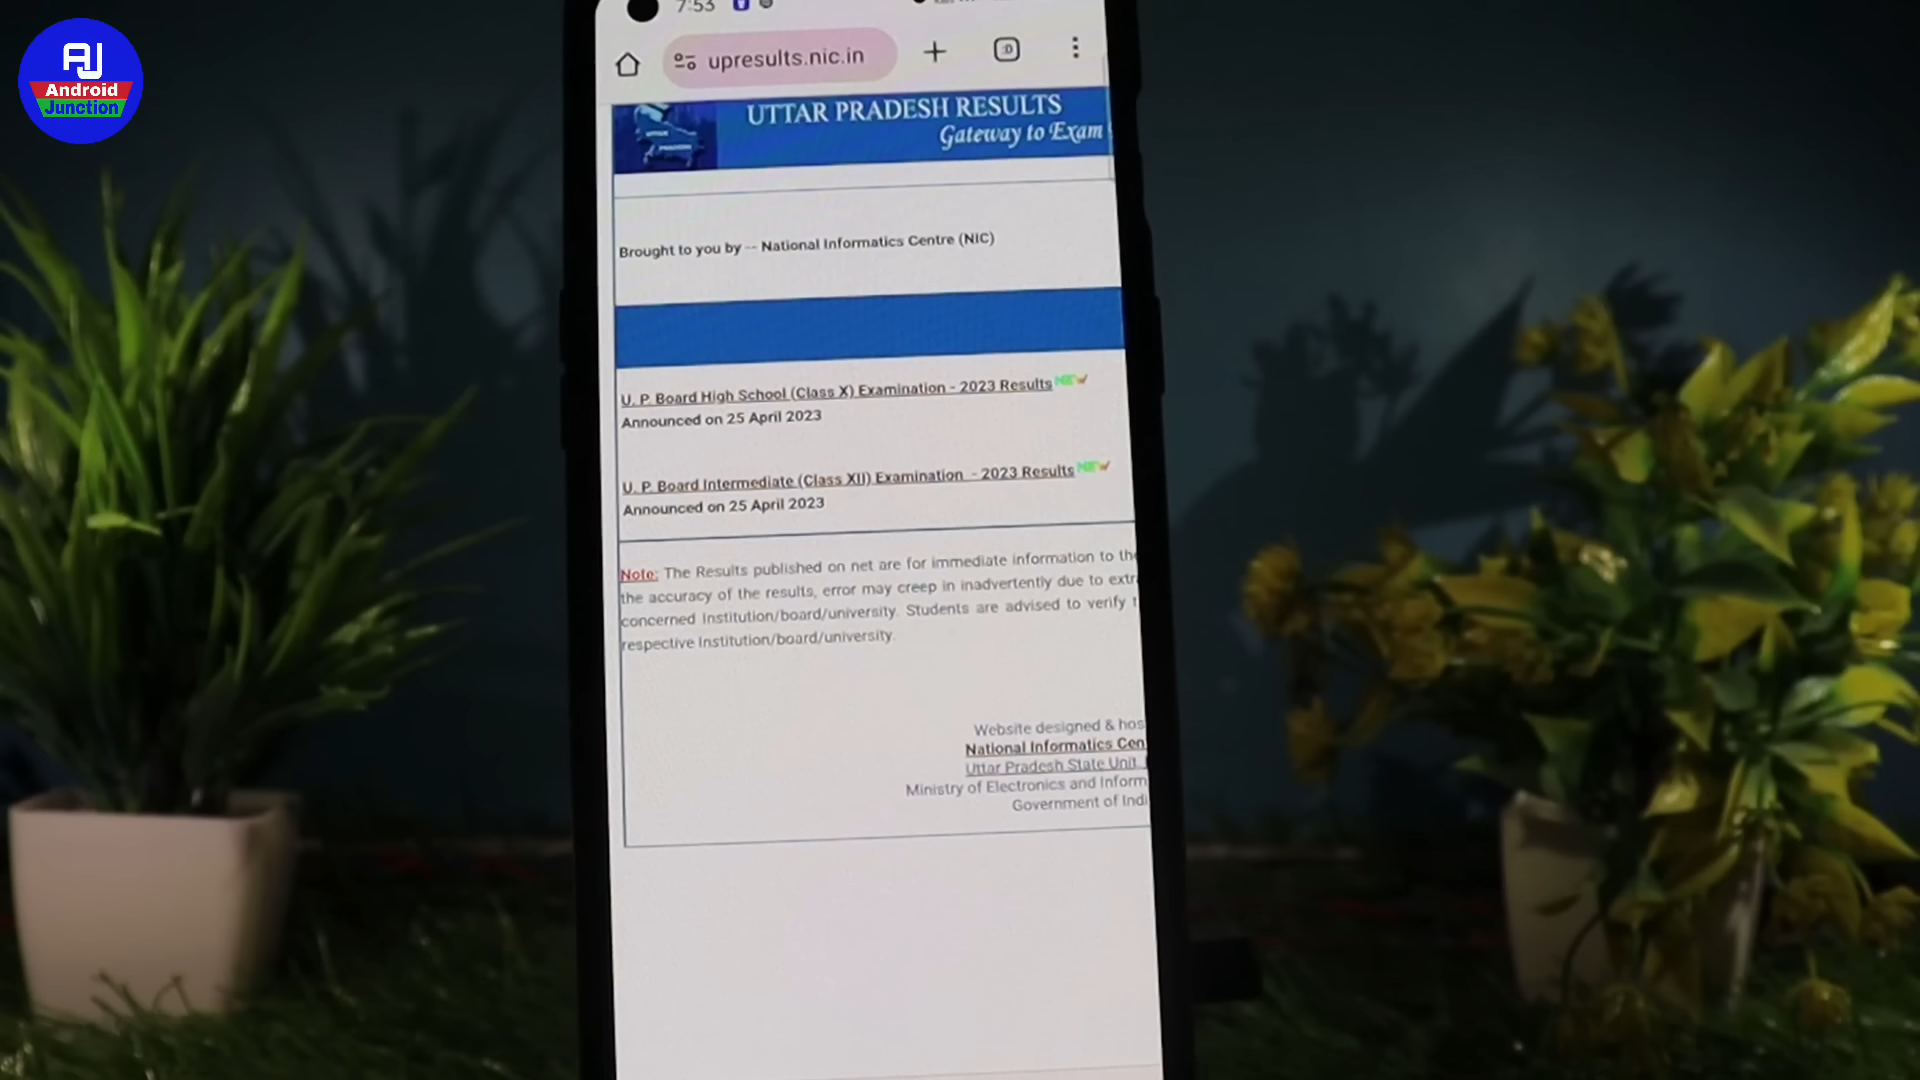 AJ
Android
Junction
7:53
upresults.nic.in
:D
UTTAR PRADESH RESULTS
Gateway to Exam
UTTAR
PRADESH
Brought to you by -- National Informatics Centre (NIC)
U. P. Board High School (Class X) Examination - 2023 Results NEW
Announced on 25 April 2023
U. P. Board Intermediate (Class XII) Examination - 2023 Results NEW
Announced on 25 April 2023
Note: The Results published on net are for immediate information to the
the accuracy of the results, error may creep in inadvertently due to extr
concerned Institution/board/university. Students are advised to verify t
respective Institution/board/university.
Website designed & hos
National Informatics Cen
Uttar Pradesh State Unit,
Ministry of Electronics and Inform
Government of Indi